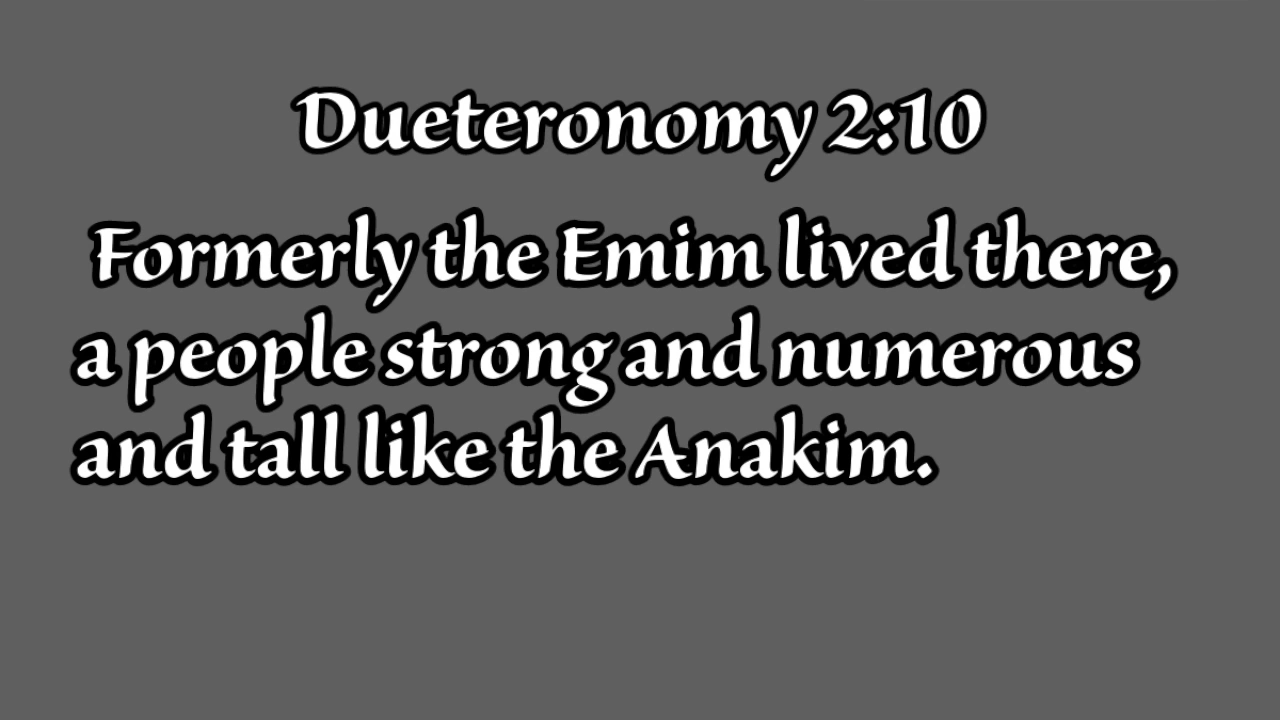 Dueteronomy 2:10
Formerly the Emim lived there,
a people strong and numerous
and tall like the Anakim.